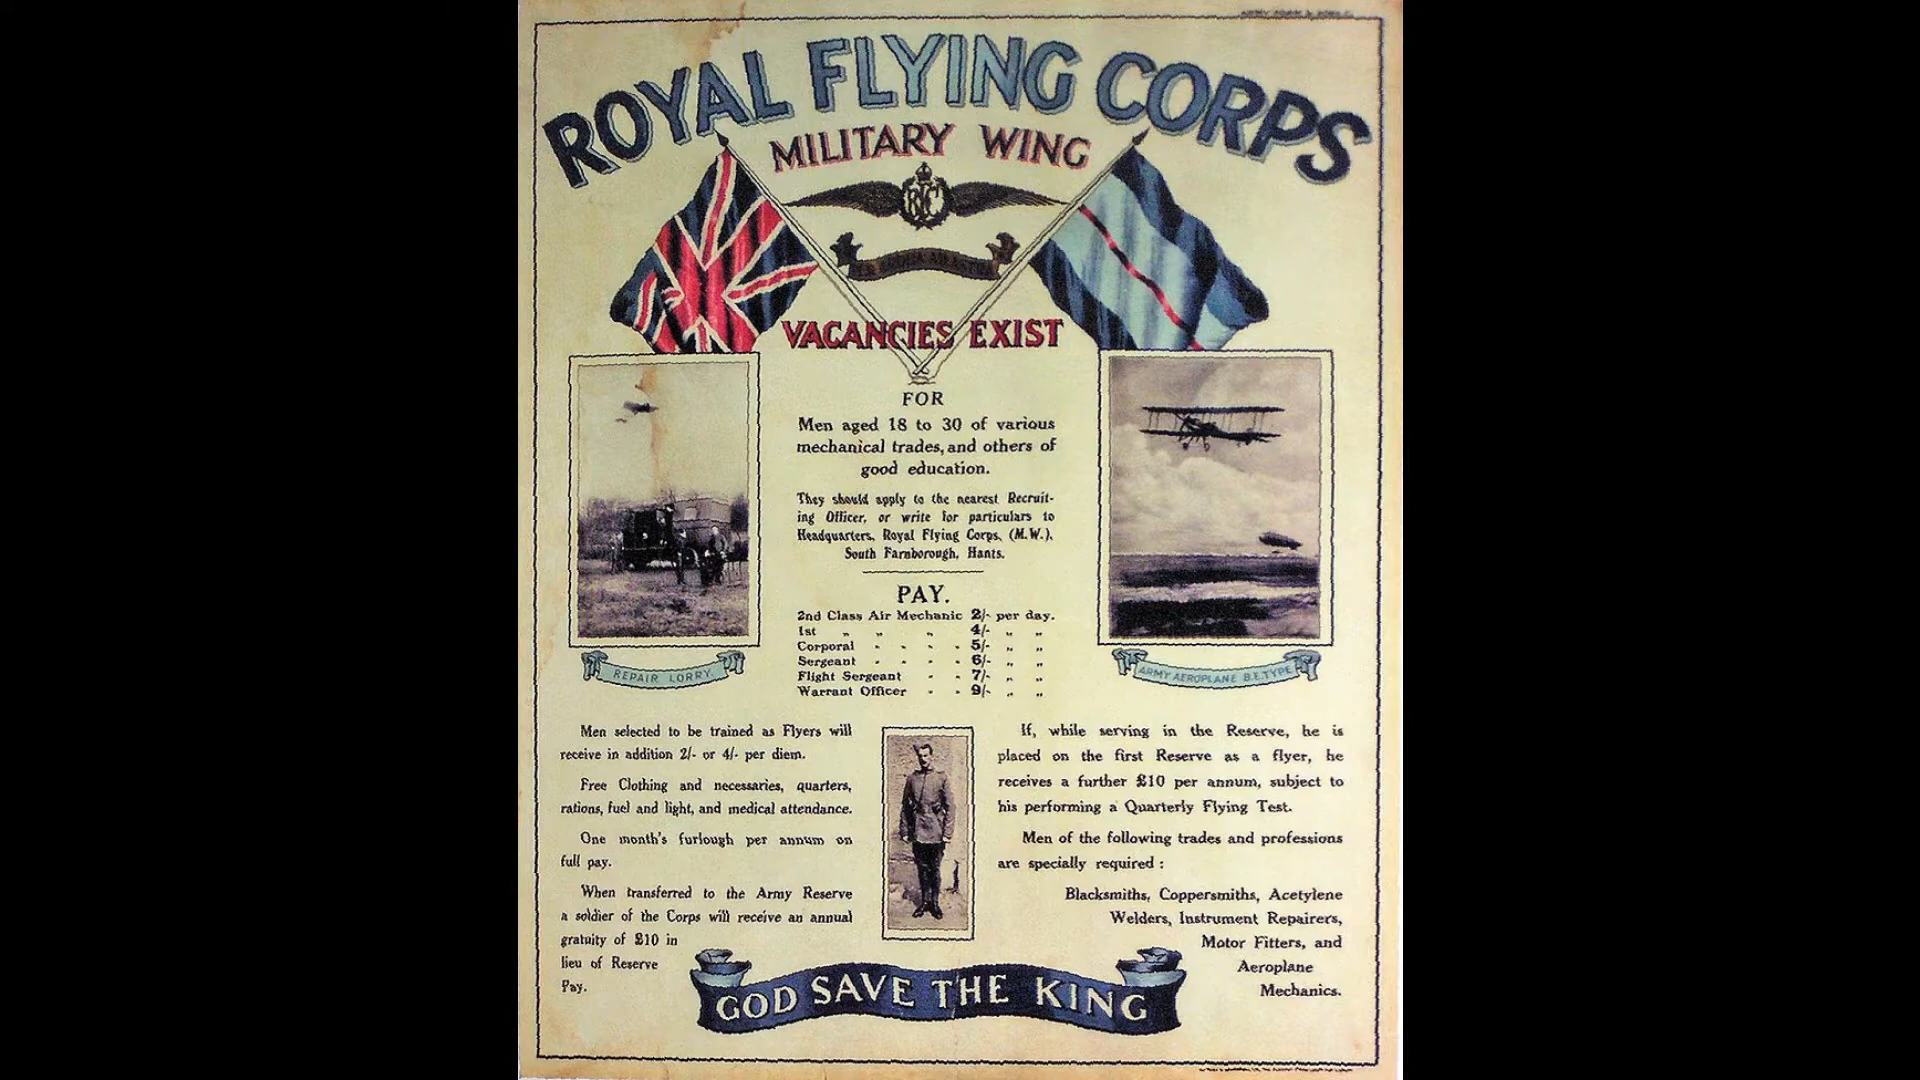 ROYAL FLYING CORPS
MILITARY WING
RFC
VACANCIES EXIST
FOR
Men aged 18 to 30 of various
mechanical trades, and others of
good education.
They should apply to the nearest Recruit-
ing Officer, or write for particulars to
Headquarters, Royal Flying Corps, (M.W.),
South Farnborough, Hants.
PAY.
2nd Class Air Mechanic 2/- per day.
1st „ „ „ 4/- „ „
Corporal - - - - 5/- „ „
Sergeant - - - - 6/- „ „
Flight Sergeant - - 7/- „ „
Warrant Officer - - 9/- „ „
REPAIR LORRY.
ARMY AEROPLANE B.E. TYPE
Men selected to be trained as Flyers will
receive in addition 2/- or 4/- per diem.
Free Clothing and necessaries, quarters,
rations, fuel and light, and medical attendance.
One month's furlough per annum on
full pay.
When transferred to the Army Reserve
a soldier of the Corps will receive an annual
gratuity of £10 in
lieu of Reserve
Pay.
If, while serving in the Reserve, he is
placed on the first Reserve as a flyer, he
receives a further £10 per annum, subject to
his performing a Quarterly Flying Test.
Men of the following trades and professions
are specially required :
Blacksmiths, Coppersmiths, Acetylene
Welders, Instrument Repairers,
Motor Fitters, and
Aeroplane
Mechanics.
GOD SAVE THE KING